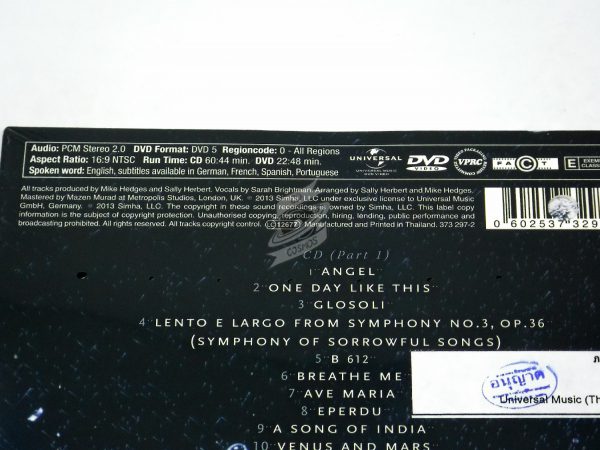 Audio: PCM Stereo 2.0 DVD Format: DVD 5 Regioncode: 0 - All Regions
Aspect Ratio: 16:9 NTSC Run Time: CD 60:44 min. DVD 22:48 min.
Spoken word: English, subtitles available in German, French, Spanish, Portuguese
UNIVERSAL
DVD
VIDEO
VPRC
PACT
E EXEM
CLASS
All tracks produced by Mike Hedges and Sally Herbert. Vocals by Sarah Brightman. Arranged by Sally Herbert and Mike Hedges.
Mastered by Mazen Murad at Metropolis Studios, London, UK. ℗ 2013 Simha, LLC under exclusive license to Universal Music
GmbH, Germany. © 2013 Simha, LLC. The copyright in this sound recording is owned by Simha, LLC. This label copy
information is the subject of copyright protection. Unauthorised copying, reproduction, hiring, lending, public performance and
broadcasting prohibited. All rights reserved. All tracks copyright control. LC 12677 Manufactured and Printed in Thailand. 373 297-2
0 602537 329
COSMOS
CD (Part 1)
1 ANGEL
2 ONE DAY LIKE THIS
3 GLOSOLI
4 LENTO E LARGO FROM SYMPHONY NO.3, OP.36
(SYMPHONY OF SORROWFUL SONGS)
5 B 612
6 BREATHE ME
7 AVE MARIA
8 EPERDU
9 A SONG OF INDIA
10 VENUS AND MARS
อนุญาต
Universal Music (Th